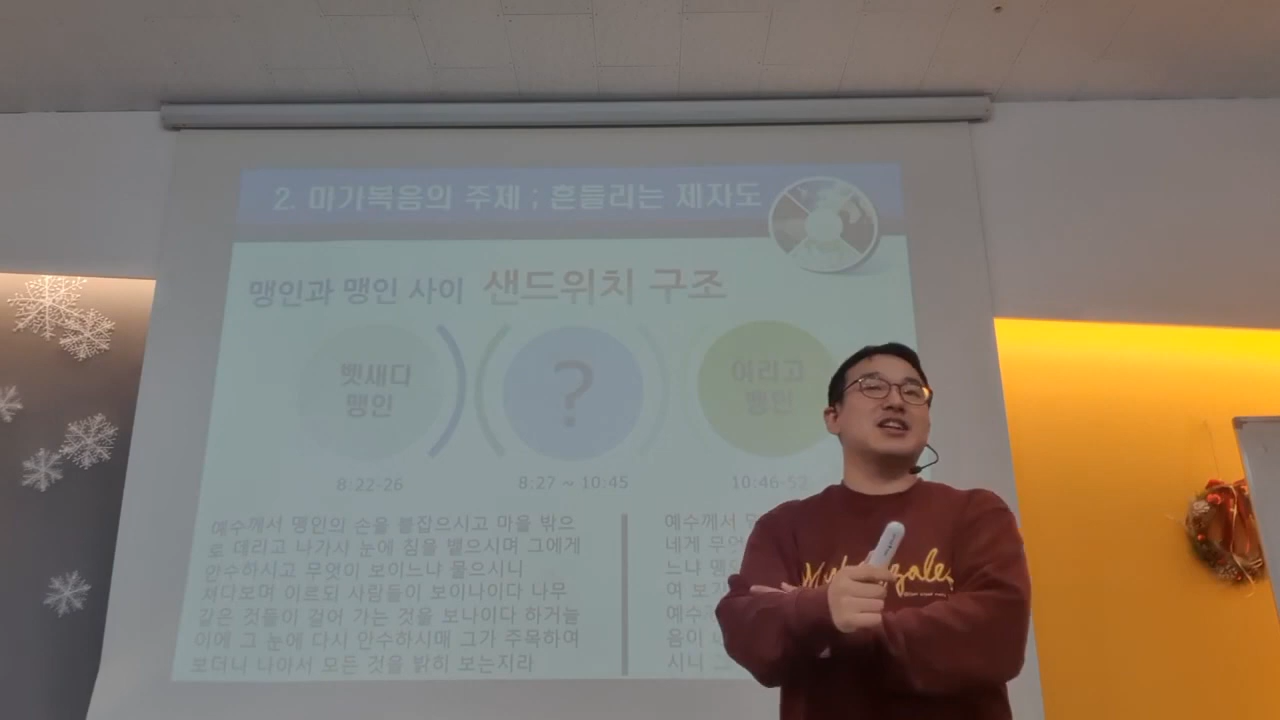 2. 마가복음의 주제 ; 흔들리는 제자도
맹인과 맹인 사이 샌드위치 구조
벳새다
맹인
?
여리고
맹인
8:22-26
8:27 ~ 10:45
10:46-52
예수께서 맹인의 손을 붙잡으시고 마을 밖으
로 데리고 나가사 눈에 침을 뱉으시며 그에게
안수하시고 무엇이 보이느냐 물으시니
쳐다보며 이르되 사람들이 보이나이다 나무
같은 것들이 걸어 가는 것을 보나이다 하거늘
이에 그 눈에 다시 안수하시매 그가 주목하여
보더니 나아서 모든 것을 밝히 보는지라
예수께서
네게
느냐
여
예수
음이
시니